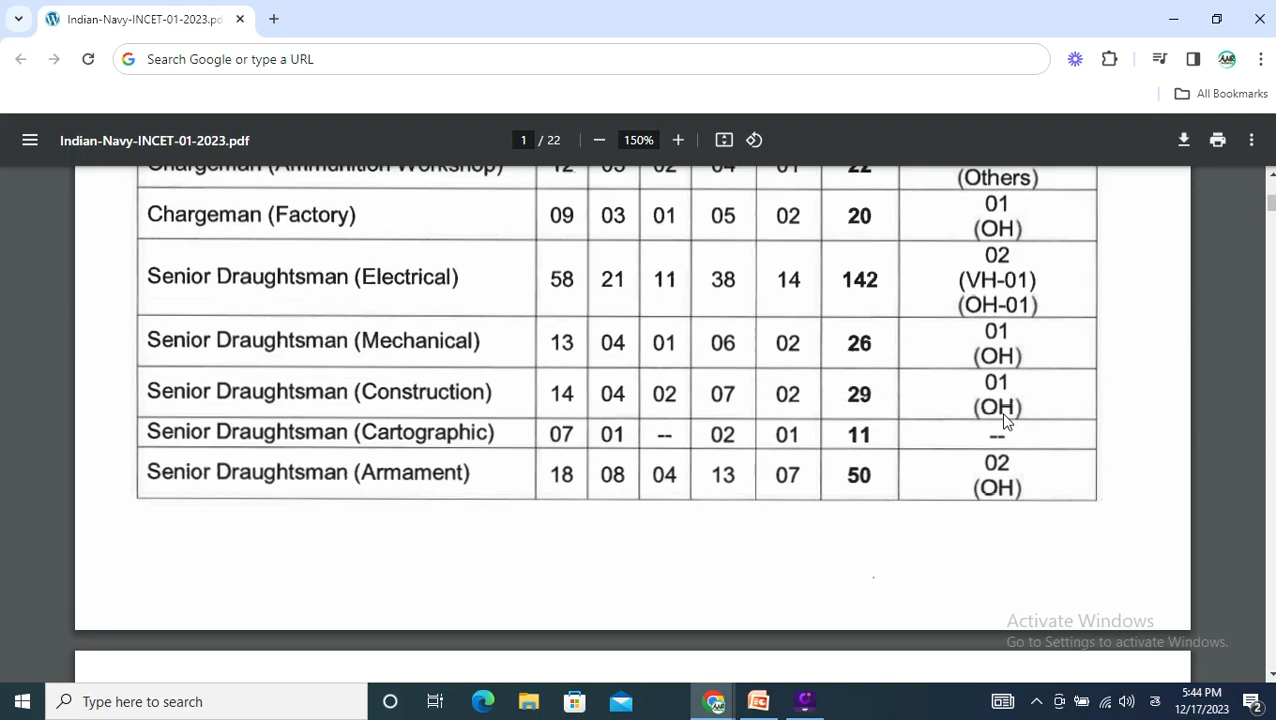 Indian-Navy-INCET-01-2023.pd
Search Google or type a URL
All Bookmarks
Indian-Navy-INCET-01-2023.pdf 1 / 22 150%
Chargeman (Ammunition Workshop) 12 03 02 04 01 22 (Others)
Chargeman (Factory) 09 03 01 05 02 20 01 (OH)
Senior Draughtsman (Electrical) 58 21 11 38 14 142 02 (VH-01) (OH-01)
Senior Draughtsman (Mechanical) 13 04 01 06 02 26 01 (OH)
Senior Draughtsman (Construction) 14 04 02 07 02 29 01 (OH)
Senior Draughtsman (Cartographic) 07 01 -- 02 01 11 --
Senior Draughtsman (Armament) 18 08 04 13 07 50 02 (OH)
Activate Windows
Go to Settings to activate Windows.
Type here to search
5:44 PM
12/17/2023
2